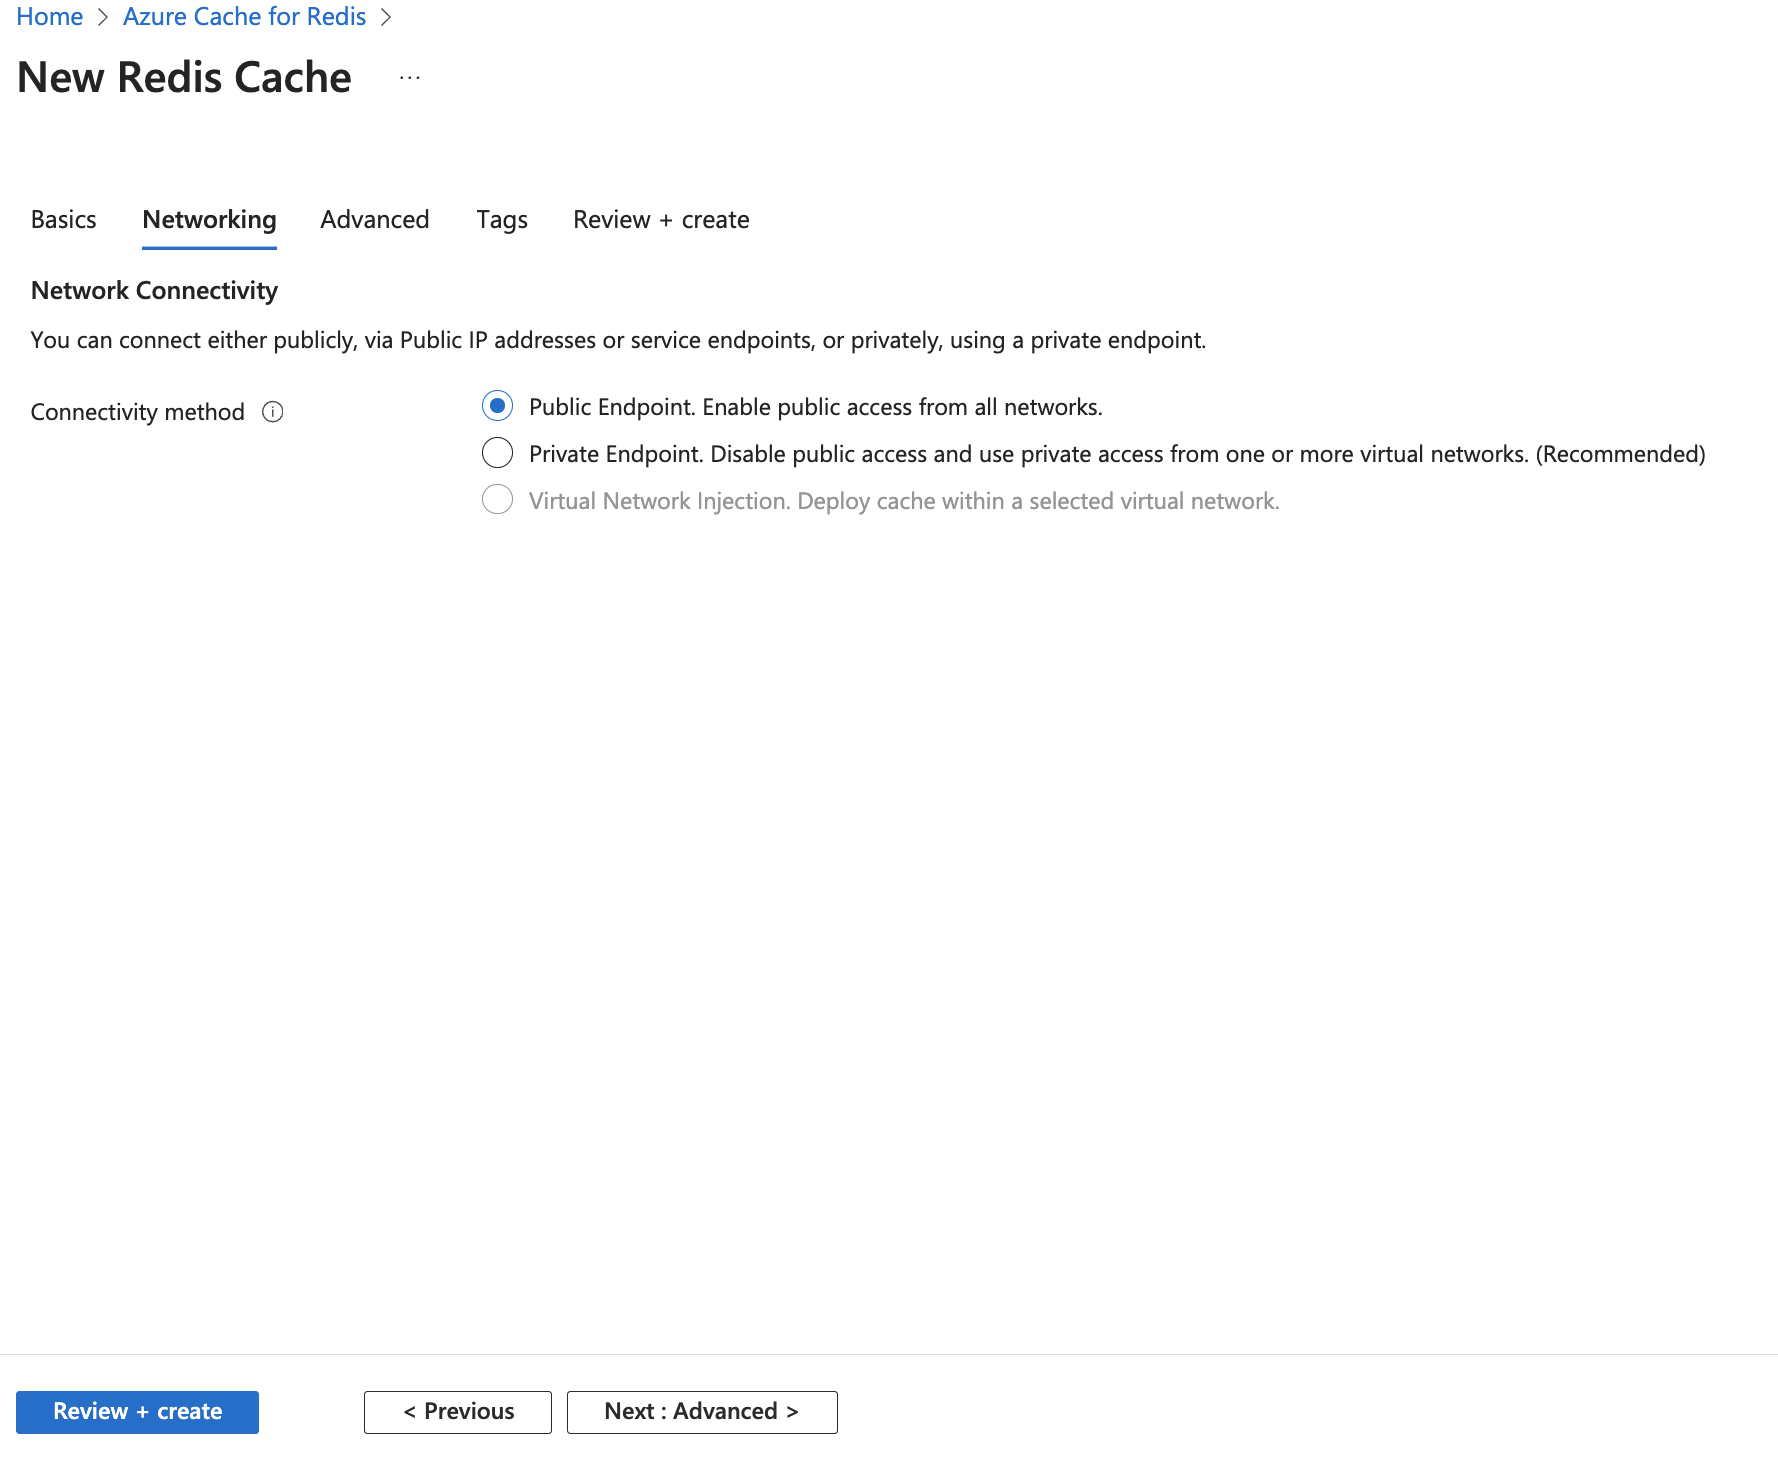 Home > Azure Cache for Redis >
New Redis Cache ...
Basics Networking Advanced Tags Review + create
Network Connectivity
You can connect either publicly, via Public IP addresses or service endpoints, or privately, using a private endpoint.
Connectivity method
Public Endpoint. Enable public access from all networks.
Private Endpoint. Disable public access and use private access from one or more virtual networks. (Recommended)
Virtual Network Injection. Deploy cache within a selected virtual network.
Review + create < Previous Next : Advanced >